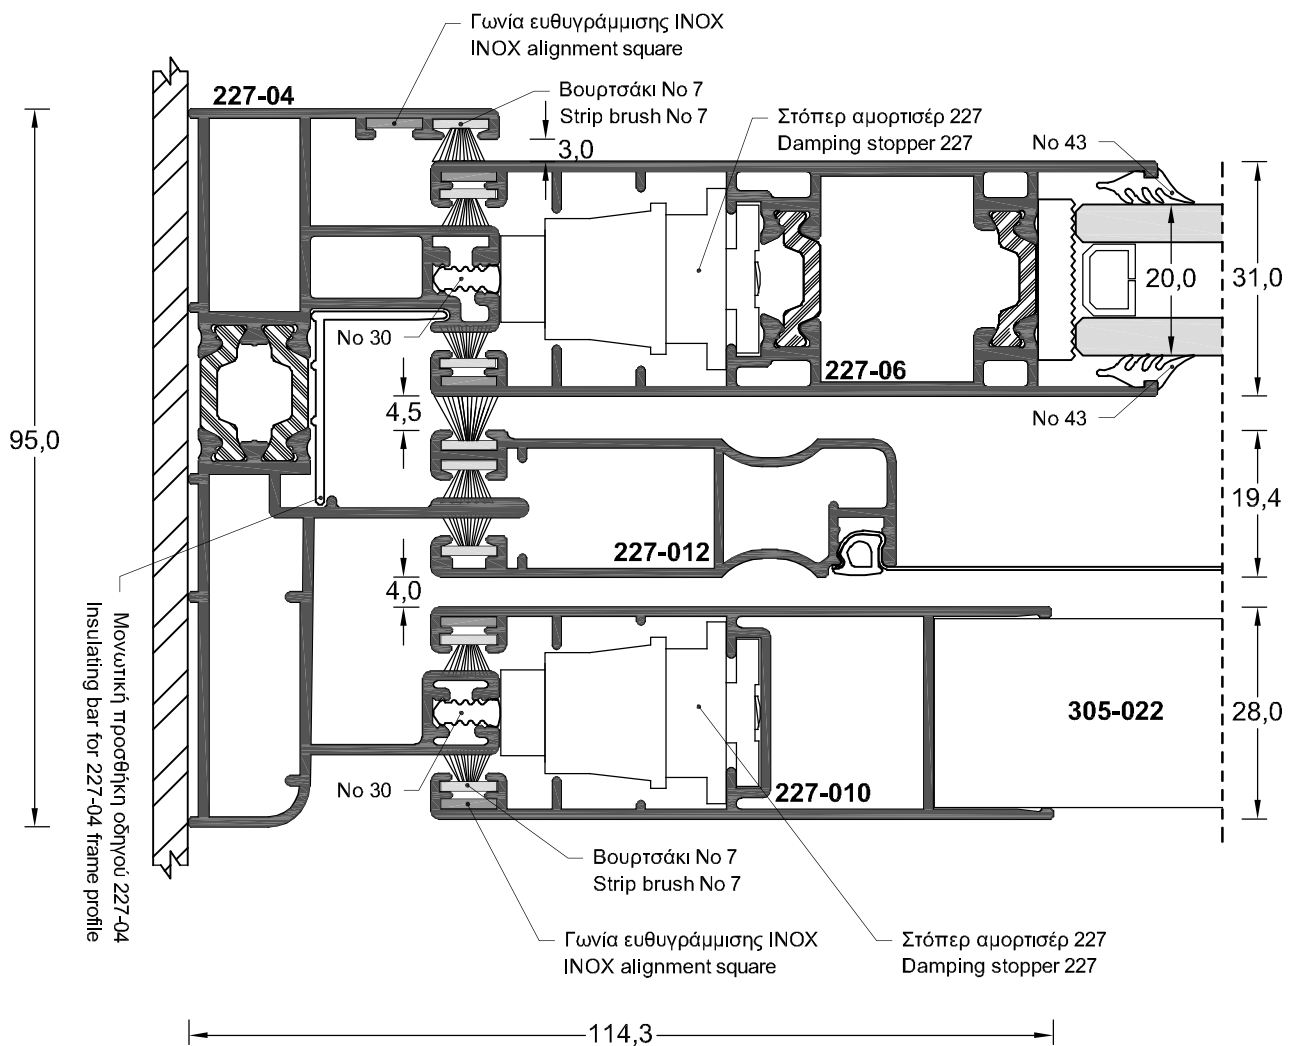 Γωνία ευθυγράμμισης INOX
INOX alignment square
227-04
Βουρτσάκι No 7
Strip brush No 7
Στόπερ αμορτισέρ 227
Damping stopper 227
No 43
3,0
20,0
31,0
No 30
227-06
4,5
No 43
95,0
19,4
227-012
4,0
Μονωτική προσθήκη οδηγού 227-04
Insulating bar for 227-04 frame profile
305-022
28,0
No 30
227-010
Βουρτσάκι No 7
Strip brush No 7
Γωνία ευθυγράμμισης INOX
INOX alignment square
Στόπερ αμορτισέρ 227
Damping stopper 227
114,3